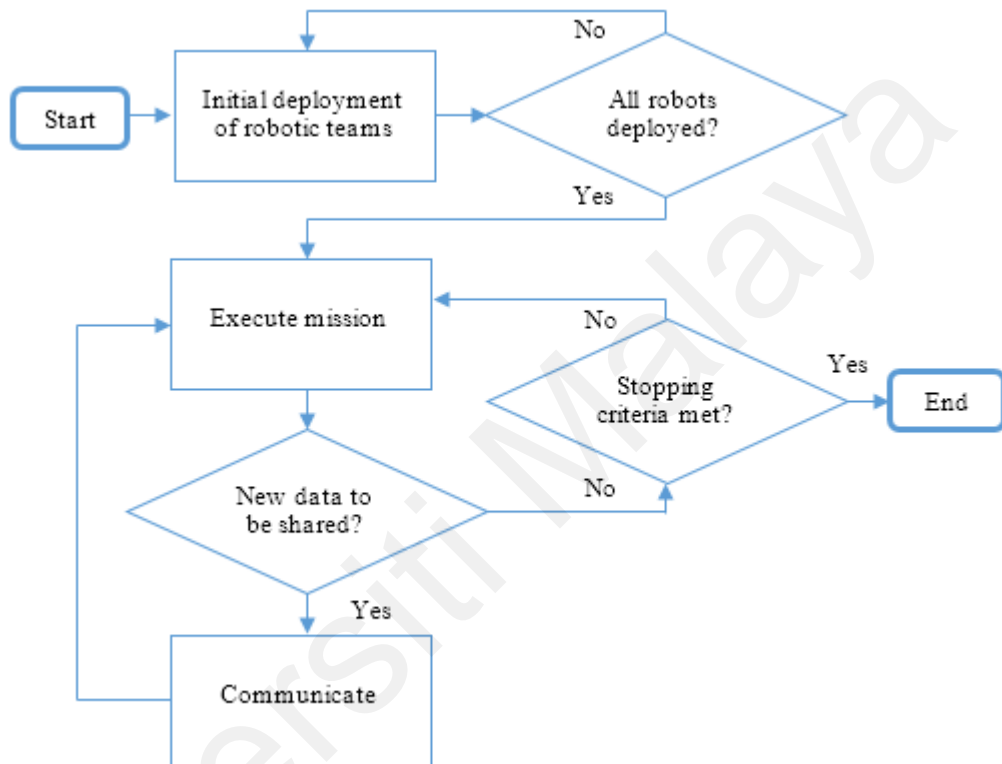 No
Start
Initial deployment
of robotic teams
All robots
deployed?
Yes
Execute mission
No
Stopping
criteria met?
Yes
End
New data to
be shared?
No
Yes
Communicate
ersiti Malaya